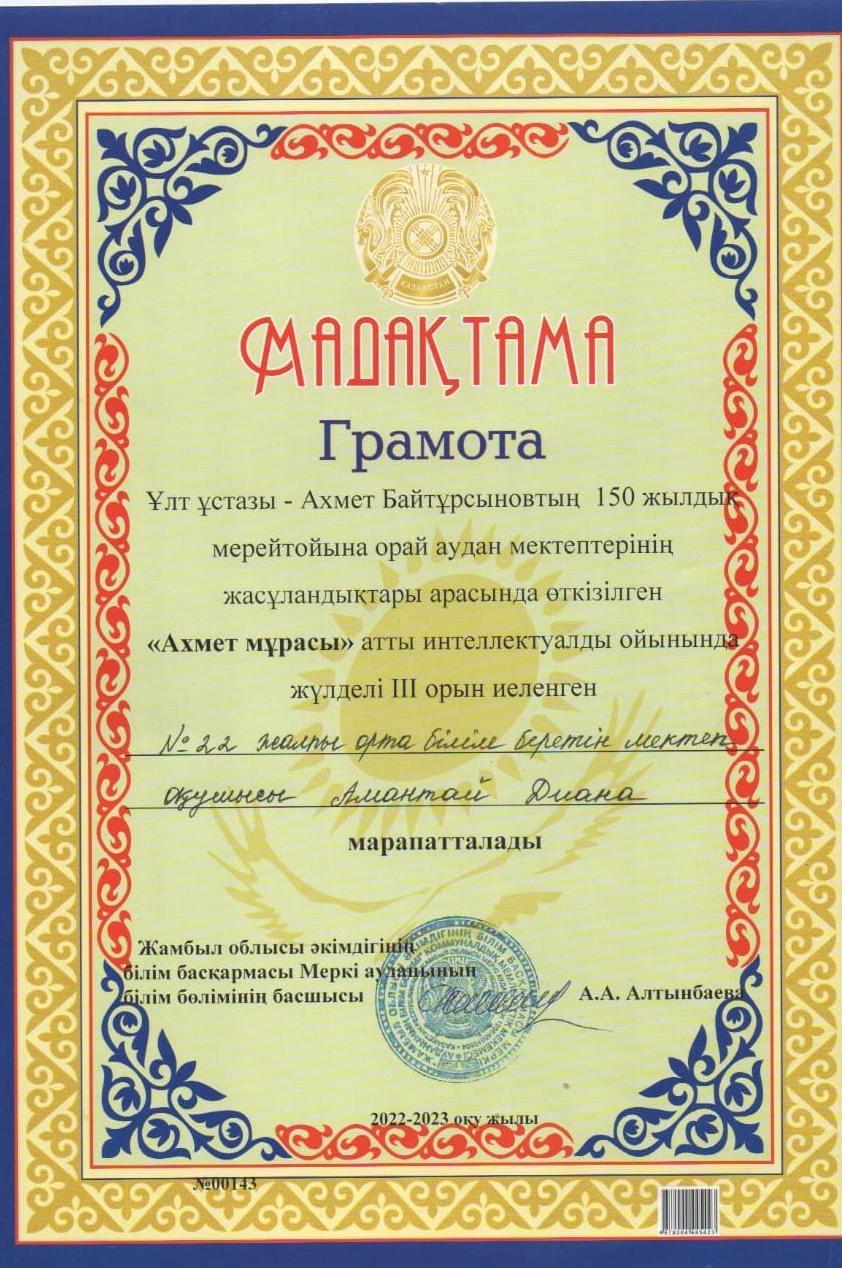 ҚАЗАҚСТАН
МАДАҚТАМА
Грамота
Ұлт ұстазы - Ахмет Байтұрсыновтың 150 жылдық
мерейтойына орай аудан мектептерінің
жасұландықтары арасында өткізілген
«Ахмет мұрасы» атты интеллектуалды ойынында
жүлделі III орын иеленген
№ 22 жалпы орта білім беретін мектеп
оқушысы Амантай Диана
марапатталады
Жамбыл облысы әкімдігінің
білім басқармасы Меркі ауданының
білім бөлімінің басшысы А.А. Алтынбаева
2022-2023 оқу жылы
№00143